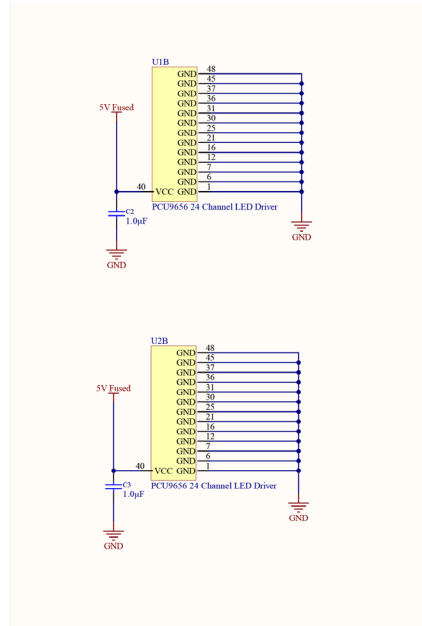 U1B
GND 48
GND 45
GND 37
GND 36
GND 31
GND 30
GND 25
GND 21
GND 16
GND 12
GND 7
GND 6
5V Fused
40 VCC GND 1
PCU9656 24 Channel LED Driver
C2
1.0µF
GND
GND
U2B
GND 48
GND 45
GND 37
GND 36
GND 31
GND 30
GND 25
GND 21
GND 16
GND 12
GND 7
GND 6
5V Fused
40 VCC GND 1
PCU9656 24 Channel LED Driver
C3
1.0µF
GND
GND